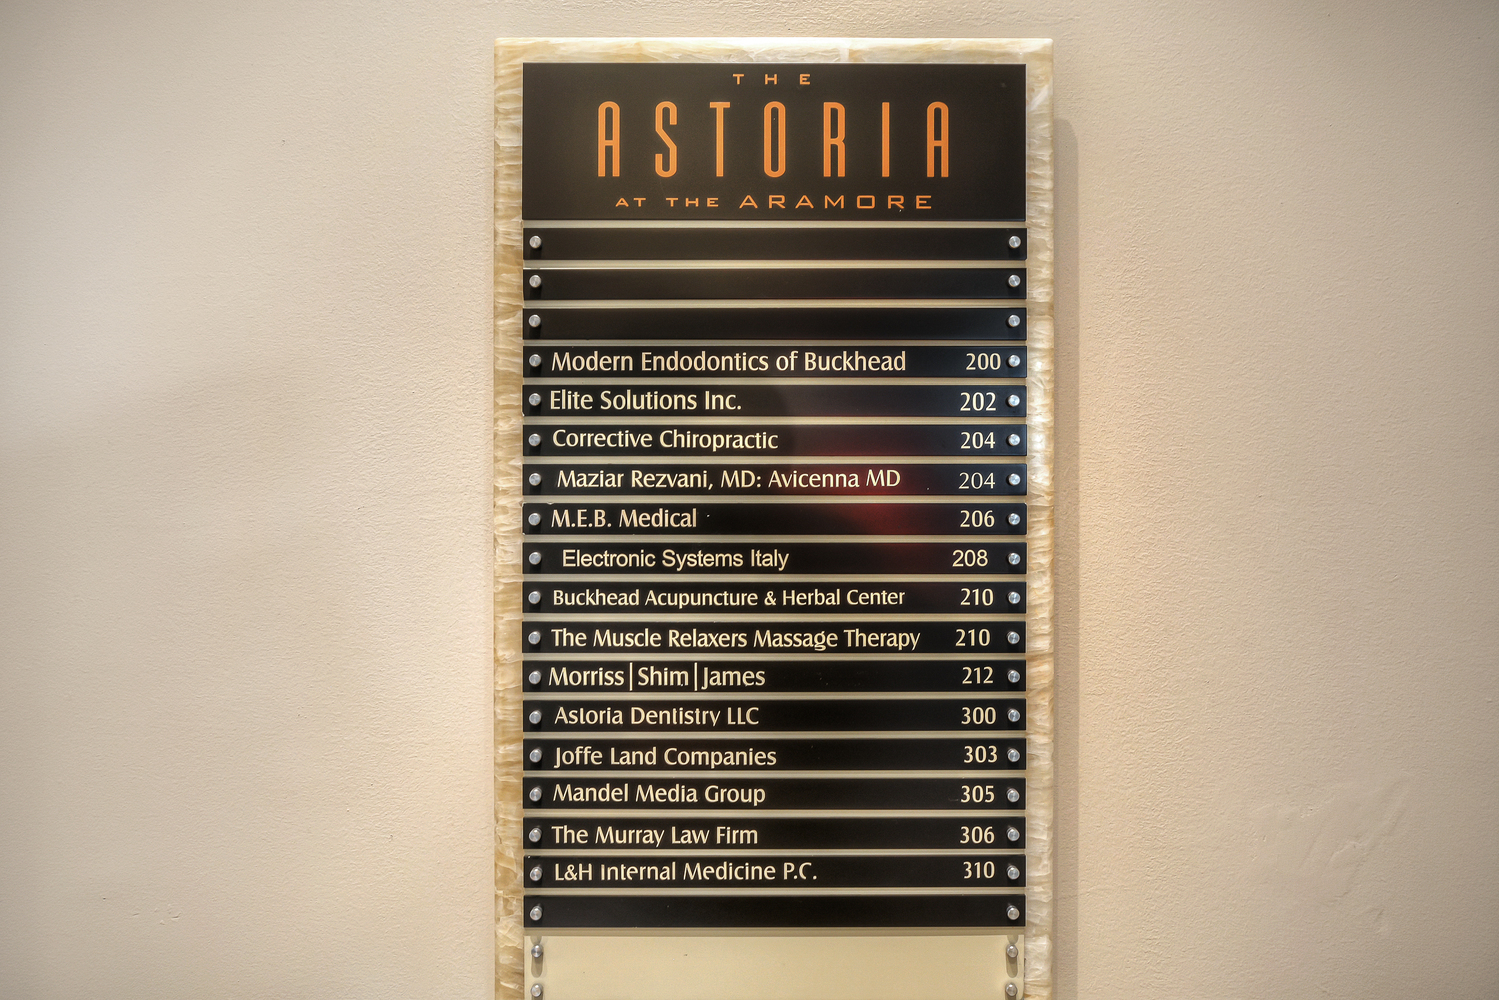 THE
ASTORIA
AT THE ARAMORE
Modern Endodontics of Buckhead 200
Elite Solutions Inc. 202
Corrective Chiropractic 204
Maziar Rezvani, MD: Avicenna MD 204
M.E.B. Medical 206
Electronic Systems Italy 208
Buckhead Acupuncture & Herbal Center 210
The Muscle Relaxers Massage Therapy 210
Morriss|Shim|James 212
Astoria Dentistry LLC 300
Joffe Land Companies 303
Mandel Media Group 305
The Murray Law Firm 306
L&H Internal Medicine P.C. 310